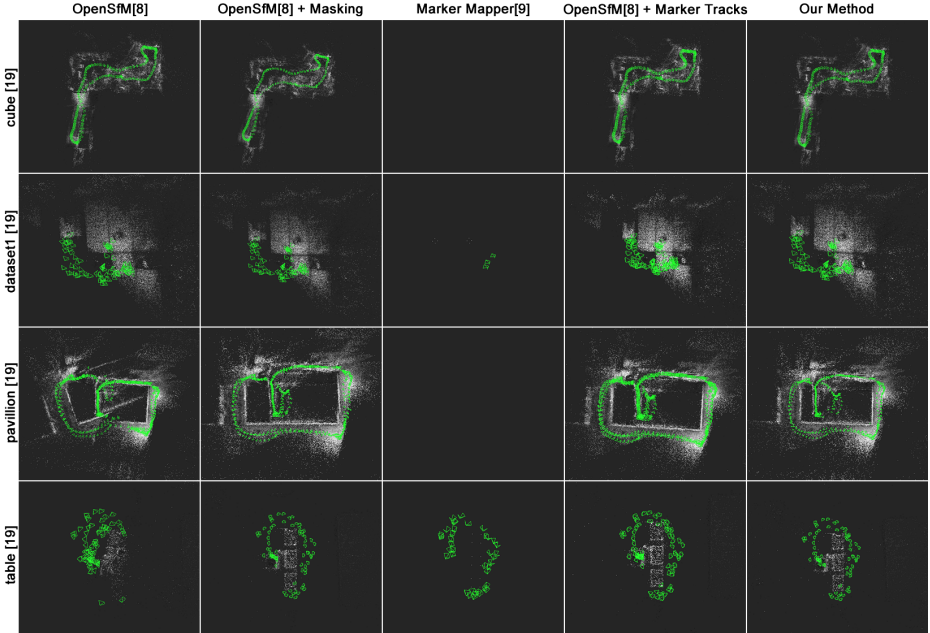 OpenSfM[8]
OpenSfM[8] + Masking
Marker Mapper[9]
OpenSfM[8] + Marker Tracks
Our Method
cube [19]
dataset1 [19]
pavillion [19]
table [19]